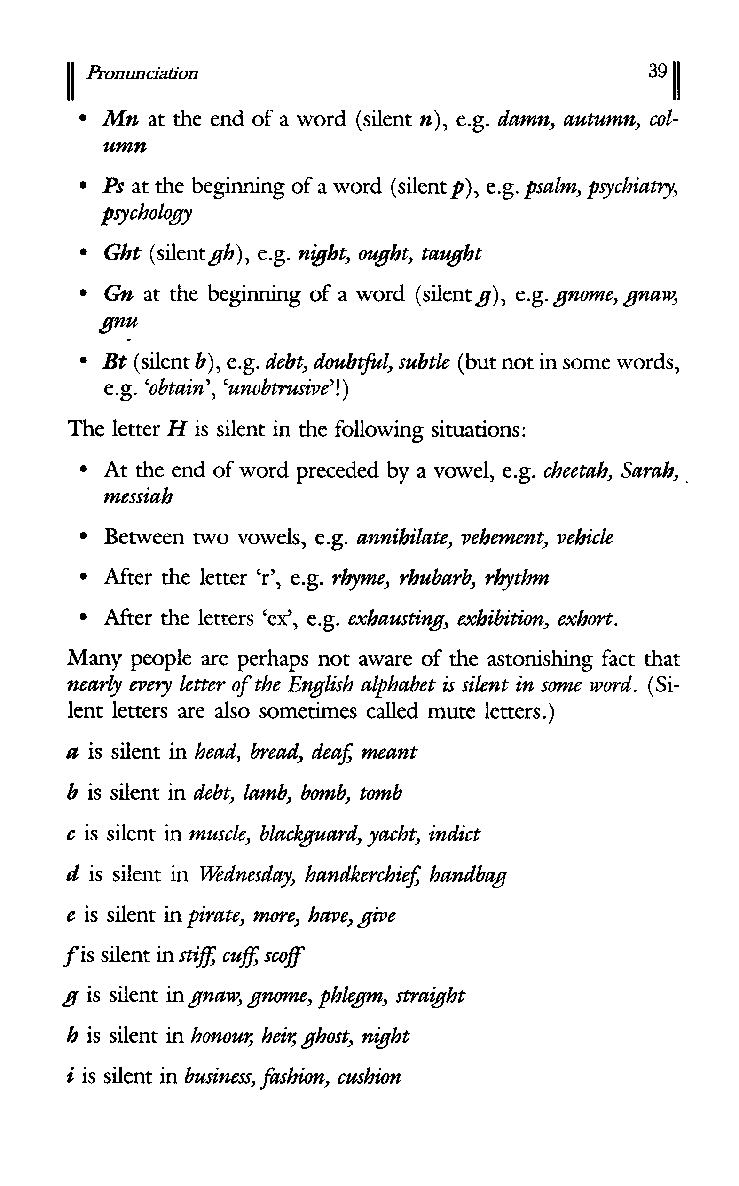 Pronunciation 39
• Mn at the end of a word (silent n), e.g. damn, autumn, col-
umn
• Ps at the beginning of a word (silent p), e.g. psalm, psychiatry,
psychology
• Ght (silent gh), e.g. night, ought, taught
• Gn at the beginning of a word (silent g), e.g. gnome, gnaw,
gnu
• Bt (silent b), e.g. debt, doubtful, subtle (but not in some words,
e.g. ‘obtain’, ‘unobtrusive’!)
The letter H is silent in the following situations:
• At the end of word preceded by a vowel, e.g. cheetah, Sarah,
messiah
• Between two vowels, e.g. annihilate, vehement, vehicle
• After the letter ‘r’, e.g. rhyme, rhubarb, rhythm
• After the letters ‘ex’, e.g. exhausting, exhibition, exhort.
Many people are perhaps not aware of the astonishing fact that
nearly every letter of the English alphabet is silent in some word. (Si-
lent letters are also sometimes called mute letters.)
a is silent in head, bread, deaf, meant
b is silent in debt, lamb, bomb, tomb
c is silent in muscle, blackguard, yacht, indict
d is silent in Wednesday, handkerchief, handbag
e is silent in pirate, more, have, give
f is silent in stiff, cuff, scoff
g is silent in gnaw, gnome, phlegm, straight
h is silent in honour, heir, ghost, night
i is silent in business, fashion, cushion